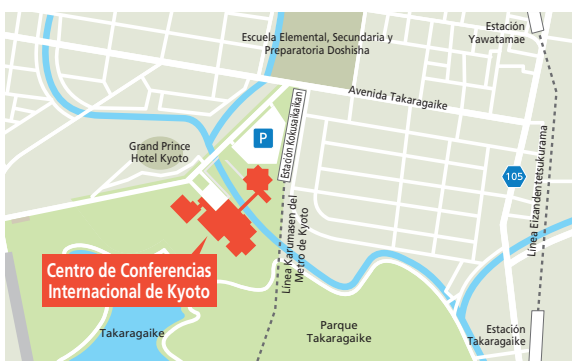 Escuela Elemental, Secundaria y
Preparatoria Doshisha
Estación
Yawatamae
Avenida Takaragaike
P
Estación Kokusaikaikan
Grand Prince
Hotel Kyoto
105
Línea Eizandentetsukurama
Línea Karumasen del
Metro de Kyoto
Centro de Conferencias
Internacional de Kyoto
Takaragaike
Parque
Takaragaike
Estación
Takaragaike